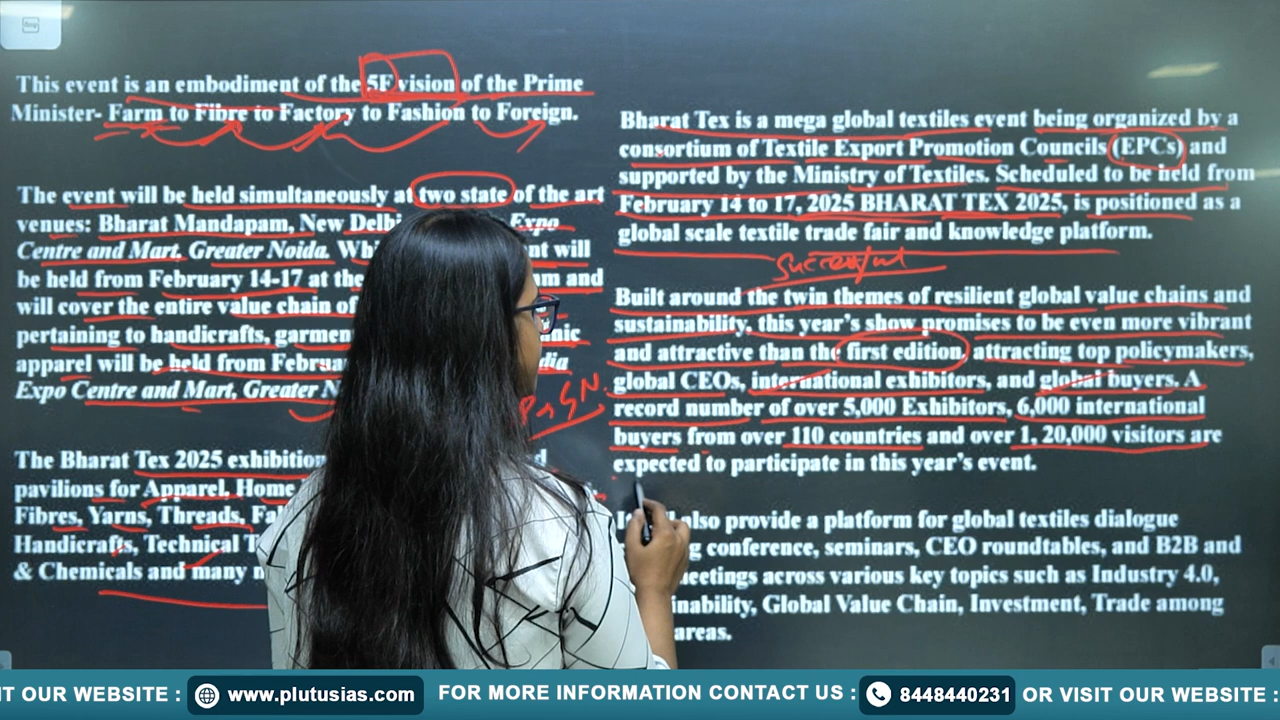 This event is an embodiment of the 5F vision of the Prime
Minister- Farm to Fibre to Factory to Fashion to Foreign.
The event will be held simultaneously at two state of the art
venues: Bharat Mandapam, New Delhi Expo
Centre and Mart, Greater Noida. will
be held from February 14-17 at the and
will cover the entire value chain of
pertaining to handicrafts,
apparel will be held from
Expo Centre and Mart, Greater
The Bharat Tex 2025
pavilions for Apparel, Home
Fibres, Yarns, Threads,
Handicrafts, Technical
& Chemicals and many
Bharat Tex is a mega global textiles event being organized by a
consortium of Textile Export Promotion Councils (EPCs) and
supported by the Ministry of Textiles. Scheduled to be held from
February 14 to 17, 2025 BHARAT TEX 2025, is positioned as a
global scale textile trade fair and knowledge platform.
Successful
Built around the twin themes of resilient global value chains and
sustainability, this year's show promises to be even more vibrant
and attractive than the first edition, attracting top policymakers,
global CEOs, international exhibitors, and global buyers. A
record number of over 5,000 Exhibitors, 6,000 international
buyers from over 110 countries and over 1, 20,000 visitors are
expected to participate in this year's event.
also provide a platform for global textiles dialogue
conference, seminars, CEO roundtables, and B2B and
across various key topics such as Industry 4.0,
Global Value Chain, Investment, Trade among
areas.
OUR WEBSITE : www.plutusias.com FOR MORE INFORMATION CONTACT US : 8448440231 OR VISIT OUR WEBSITE :